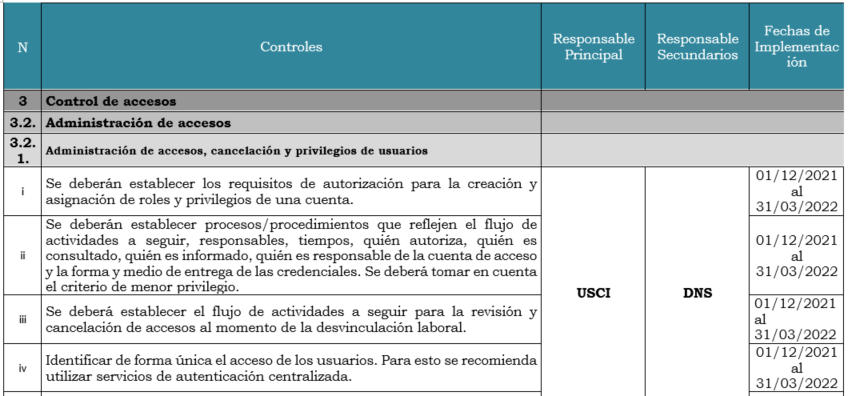 N
Controles
Responsable
Principal
Responsable
Secundarios
Fechas de
Implementac
ión
3
Control de accesos
3.2.
Administración de accesos
3.2.
1.
Administración de accesos, cancelación y privilegios de usuarios
i
Se deberán establecer los requisitos de autorización para la creación y
asignación de roles y privilegios de una cuenta.
01/12/2021
al
31/03/2022
ii
Se deberán establecer procesos/procedimientos que reflejen el flujo de
actividades a seguir, responsables, tiempos, quién autoriza, quién es
consultado, quién es informado, quién es responsable de la cuenta de acceso
y la forma y medio de entrega de las credenciales. Se deberá tomar en cuenta
el criterio de menor privilegio.
01/12/2021
al
31/03/2022
USCI
DNS
iii
Se deberá establecer el flujo de actividades a seguir para la revisión y
cancelación de accesos al momento de la desvinculación laboral.
01/12/2021
al
31/03/2022
iv
Identificar de forma única el acceso de los usuarios. Para esto se recomienda
utilizar servicios de autenticación centralizada.
01/12/2021
al
31/03/2022